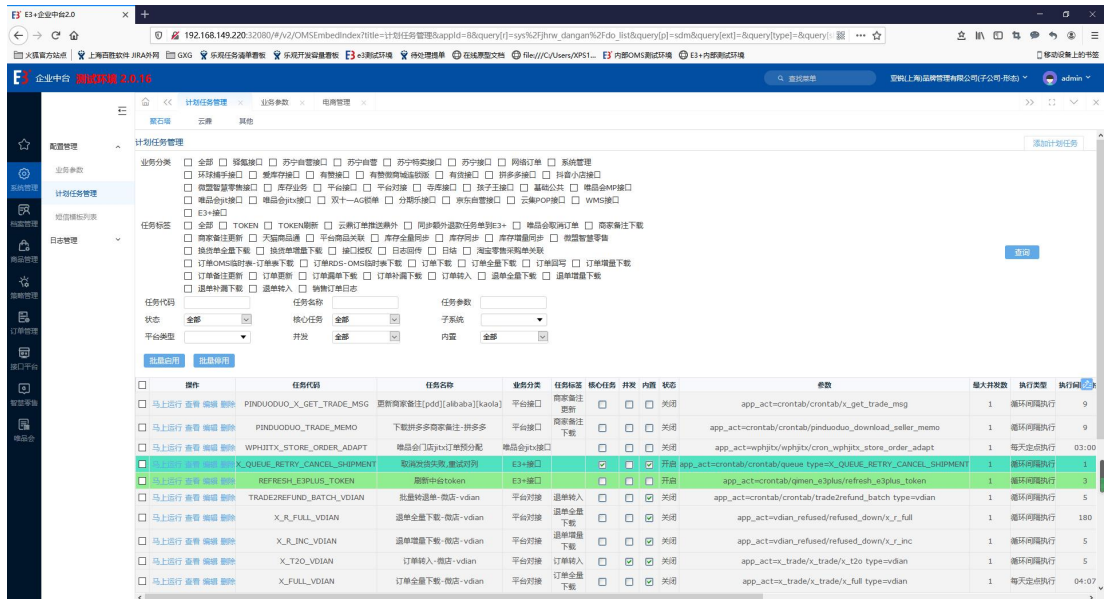 E3+企业中台2.0
192.168.149.220:32080/#/v2/OMSEmbedIndex?title=计划任务管理&appId=8&query[r]=sys%2Fjhrw_dangan%2Fdo_list&query[p]=sdm&query[ext]=&query[type]=&query
火狐官方站点 上海百胜软件 JIRA外网 GXG 乐观任务清单看板 乐观开发容量看板 e3测试环境 待处理提单 在线原型文档 file:///C:/Users/XPS1... 内部OMS测试环境 E3+内部测试环境 移动设备上的书签
E3 企业中台 测试环境 2.0.16 查找菜单 品牌管理有限公司(子公司-形态) admin
计划任务管理 业务参数 电商管理
聚石塔 云鼎 其他
系统管理
档案管理
商品管理
策略管理
订单管理
接口平台
智慧零售
唯品会
配置管理
业务参数
计划任务管理
短信模板列表
日志管理
计划任务管理 添加计划任务
业务分类 全部 驿氪接口 苏宁自营接口 苏宁自营 苏宁特卖接口 苏宁接口 网络订单 系统管理
环球捕手接口 爱库存接口 有赞接口 有赞微商城连锁版 有货接口 拼多多接口 抖音小店接口
微盟智慧零售接口 库存业务 平台接口 平台对接 寺库接口 孩子王接口 基础公共 唯品会MP接口
唯品会jit接口 唯品会jitx接口 双十一AG锁单 分期乐接口 京东自营接口 云集POP接口 WMS接口
E3+接口
任务标签 全部 TOKEN TOKEN刷新 云鼎订单推送鼎外 同步额外退款任务单到E3+ 唯品会取消订单 商家备注下载
商家备注更新 天猫商品通 平台商品关联 库存全量同步 库存同步 库存增量同步 微盟智慧零售
换货单全量下载 换货单增量下载 接口授权 日志回传 日结 淘宝零售采购单关联
订单OMS临时表-订单表下载 订单RDS-OMS临时表下载 订单下载 订单全量下载 订单回写 订单增量下载
订单备注更新 订单更新 订单漏单下载 订单补漏下载 订单转入 退单全量下载 退单增量下载
退单补漏下载 退单转入 销售订单日志
查询
任务代码 任务名称 任务参数
状态 全部 核心任务 全部 子系统
平台类型 并发 全部 内置 全部
批量启用 批量停用
操作 任务代码 任务名称 业务分类 任务标签 核心任务 并发 内置 状态 参数 最大并发数 执行类型 执行间
马上运行 查看 编辑 删除 PINDUODUO_X_GET_TRADE_MSG 更新商家备注[pdd][alibaba][kaola] 平台接口 商家备注更新 关闭 app_act=crontab/crontab/x_get_trade_msg 1 循环间隔执行 9
马上运行 查看 编辑 删除 PINDUODUO_TRADE_MEMO 下载拼多多商家备注-拼多多 平台接口 商家备注下载 关闭 app_act=crontab/crontab/pinduoduo_download_seller_memo 1 循环间隔执行 9
马上运行 查看 编辑 删除 WPHJITX_STORE_ORDER_ADAPT 唯品会门店jitx订单预分配 唯品会jitx接口 关闭 app_act=wphjitx/wphjitx/cron_wphjitx_store_order_adapt 1 每天定点执行 03:00
马上运行 查看 编辑 删除 X_QUEUE_RETRY_CANCEL_SHIPMENT 取消发货失败,重试对列 E3+接口 开启 app_act=crontab/crontab/queue type=X_QUEUE_RETRY_CANCEL_SHIPMENT 1 循环间隔执行 1
马上运行 查看 编辑 删除 REFRESH_E3PLUS_TOKEN 刷新中台token E3+接口 开启 app_act=crontab/qimen_e3plus/refresh_e3plus_token 1 循环间隔执行 3
马上运行 查看 编辑 删除 TRADE2REFUND_BATCH_VDIAN 批量转退单-微店-vdian 平台对接 退单转入 关闭 app_act=crontab/crontab/trade2refund_batch type=vdian 1 循环间隔执行 5
马上运行 查看 编辑 删除 X_R_FULL_VDIAN 退单全量下载-微店-vdian 平台对接 退单全量下载 关闭 app_act=vdian_refused/refused_down/x_r_full 1 循环间隔执行 180
马上运行 查看 编辑 删除 X_R_INC_VDIAN 退单增量下载-微店-vdian 平台对接 退单增量下载 关闭 app_act=vdian_refused/refused_down/x_r_inc 1 循环间隔执行 5
马上运行 查看 编辑 删除 X_T2O_VDIAN 订单转入-微店-vdian 平台对接 订单转入 关闭 app_act=x_trade/x_trade/x_t2o type=vdian 1 循环间隔执行 5
马上运行 查看 编辑 删除 X_FULL_VDIAN 订单全量下载-微店-vdian 平台对接 订单全量下载 关闭 app_act=x_trade/x_trade/x_full type=vdian 1 每天定点执行 04:07